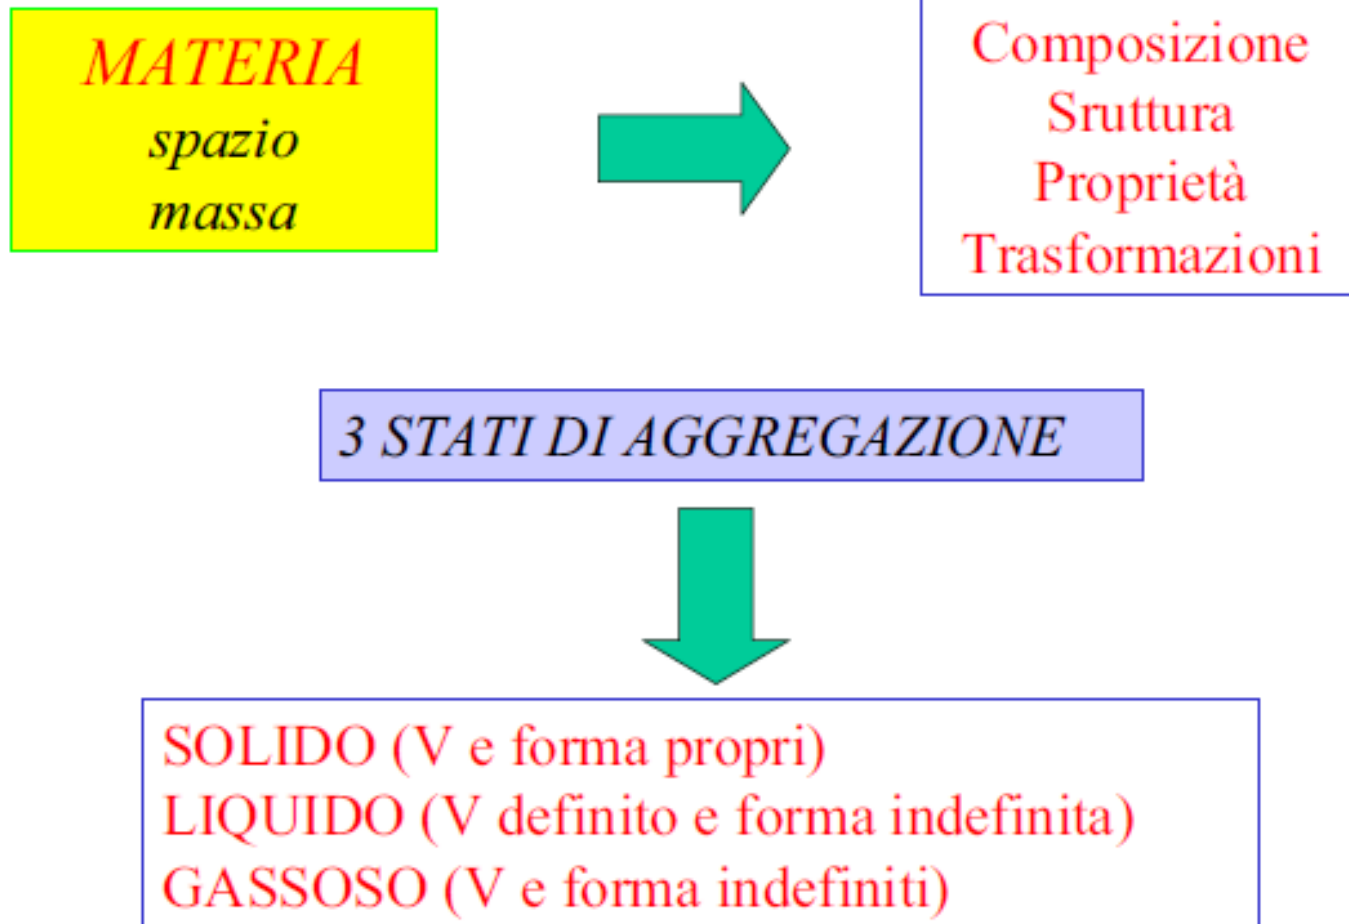 MATERIA
spazio
massa
Composizione
Sruttura
Proprietà
Trasformazioni
3 STATI DI AGGREGAZIONE
SOLIDO (V e forma propri)
LIQUIDO (V definito e forma indefinita)
GASSOSO (V e forma indefiniti)